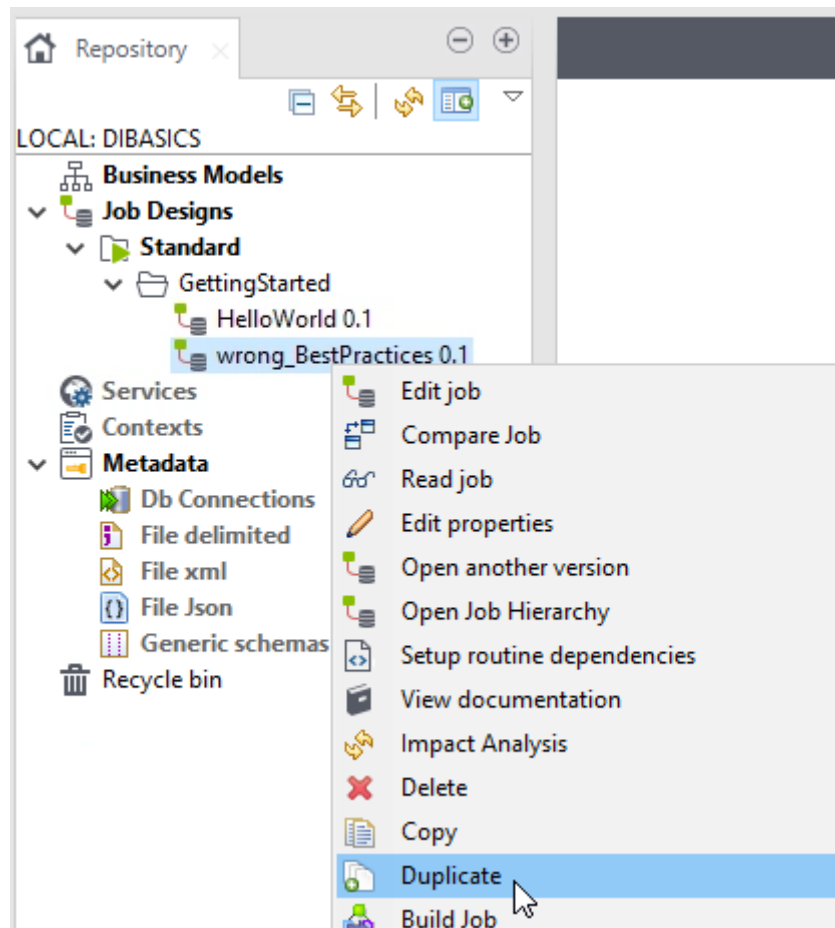 Repository
LOCAL: DIBASICS
Business Models
Job Designs
Standard
GettingStarted
HelloWorld 0.1
wrong_BestPractices 0.1
Services
Contexts
Metadata
Db Connections
File delimited
File xml
File Json
Generic schemas
Recycle bin
Edit job
Compare Job
Read job
Edit properties
Open another version
Open Job Hierarchy
Setup routine dependencies
View documentation
Impact Analysis
Delete
Copy
Duplicate
Build Job